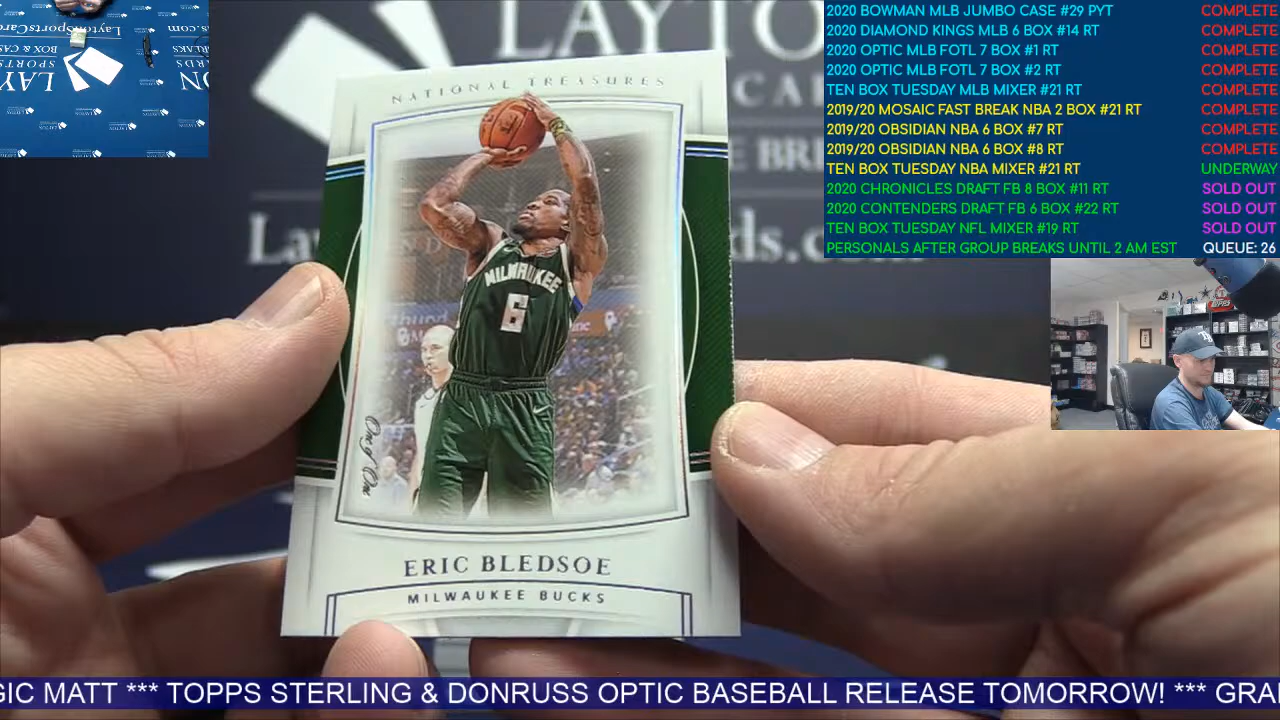 2020 BOWMAN MLB JUMBO CASE #29 PYT COMPLETE
2020 DIAMOND KINGS MLB 6 BOX #14 RT COMPLETE
2020 OPTIC MLB FOTL 7 BOX #1 RT COMPLETE
2020 OPTIC MLB FOTL 7 BOX #2 RT COMPLETE
TEN BOX TUESDAY MLB MIXER #21 RT COMPLETE
2019/20 MOSAIC FAST BREAK NBA 2 BOX #21 RT COMPLETE
2019/20 OBSIDIAN NBA 6 BOX #7 RT COMPLETE
2019/20 OBSIDIAN NBA 6 BOX #8 RT COMPLETE
TEN BOX TUESDAY NBA MIXER #21 RT UNDERWAY
2020 CHRONICLES DRAFT FB 8 BOX #11 RT SOLD OUT
2020 CONTENDERS DRAFT FB 6 BOX #22 RT SOLD OUT
TEN BOX TUESDAY NFL MIXER #19 RT SOLD OUT
PERSONALS AFTER GROUP BREAKS UNTIL 2 AM EST QUEUE: 26
NATIONAL TREASURES
MILWAUKEE
6
One of One
ERIC BLEDSOE
MILWAUKEE BUCKS
GIC MATT *** TOPPS STERLING & DONRUSS OPTIC BASEBALL RELEASE TOMORROW! *** GRA